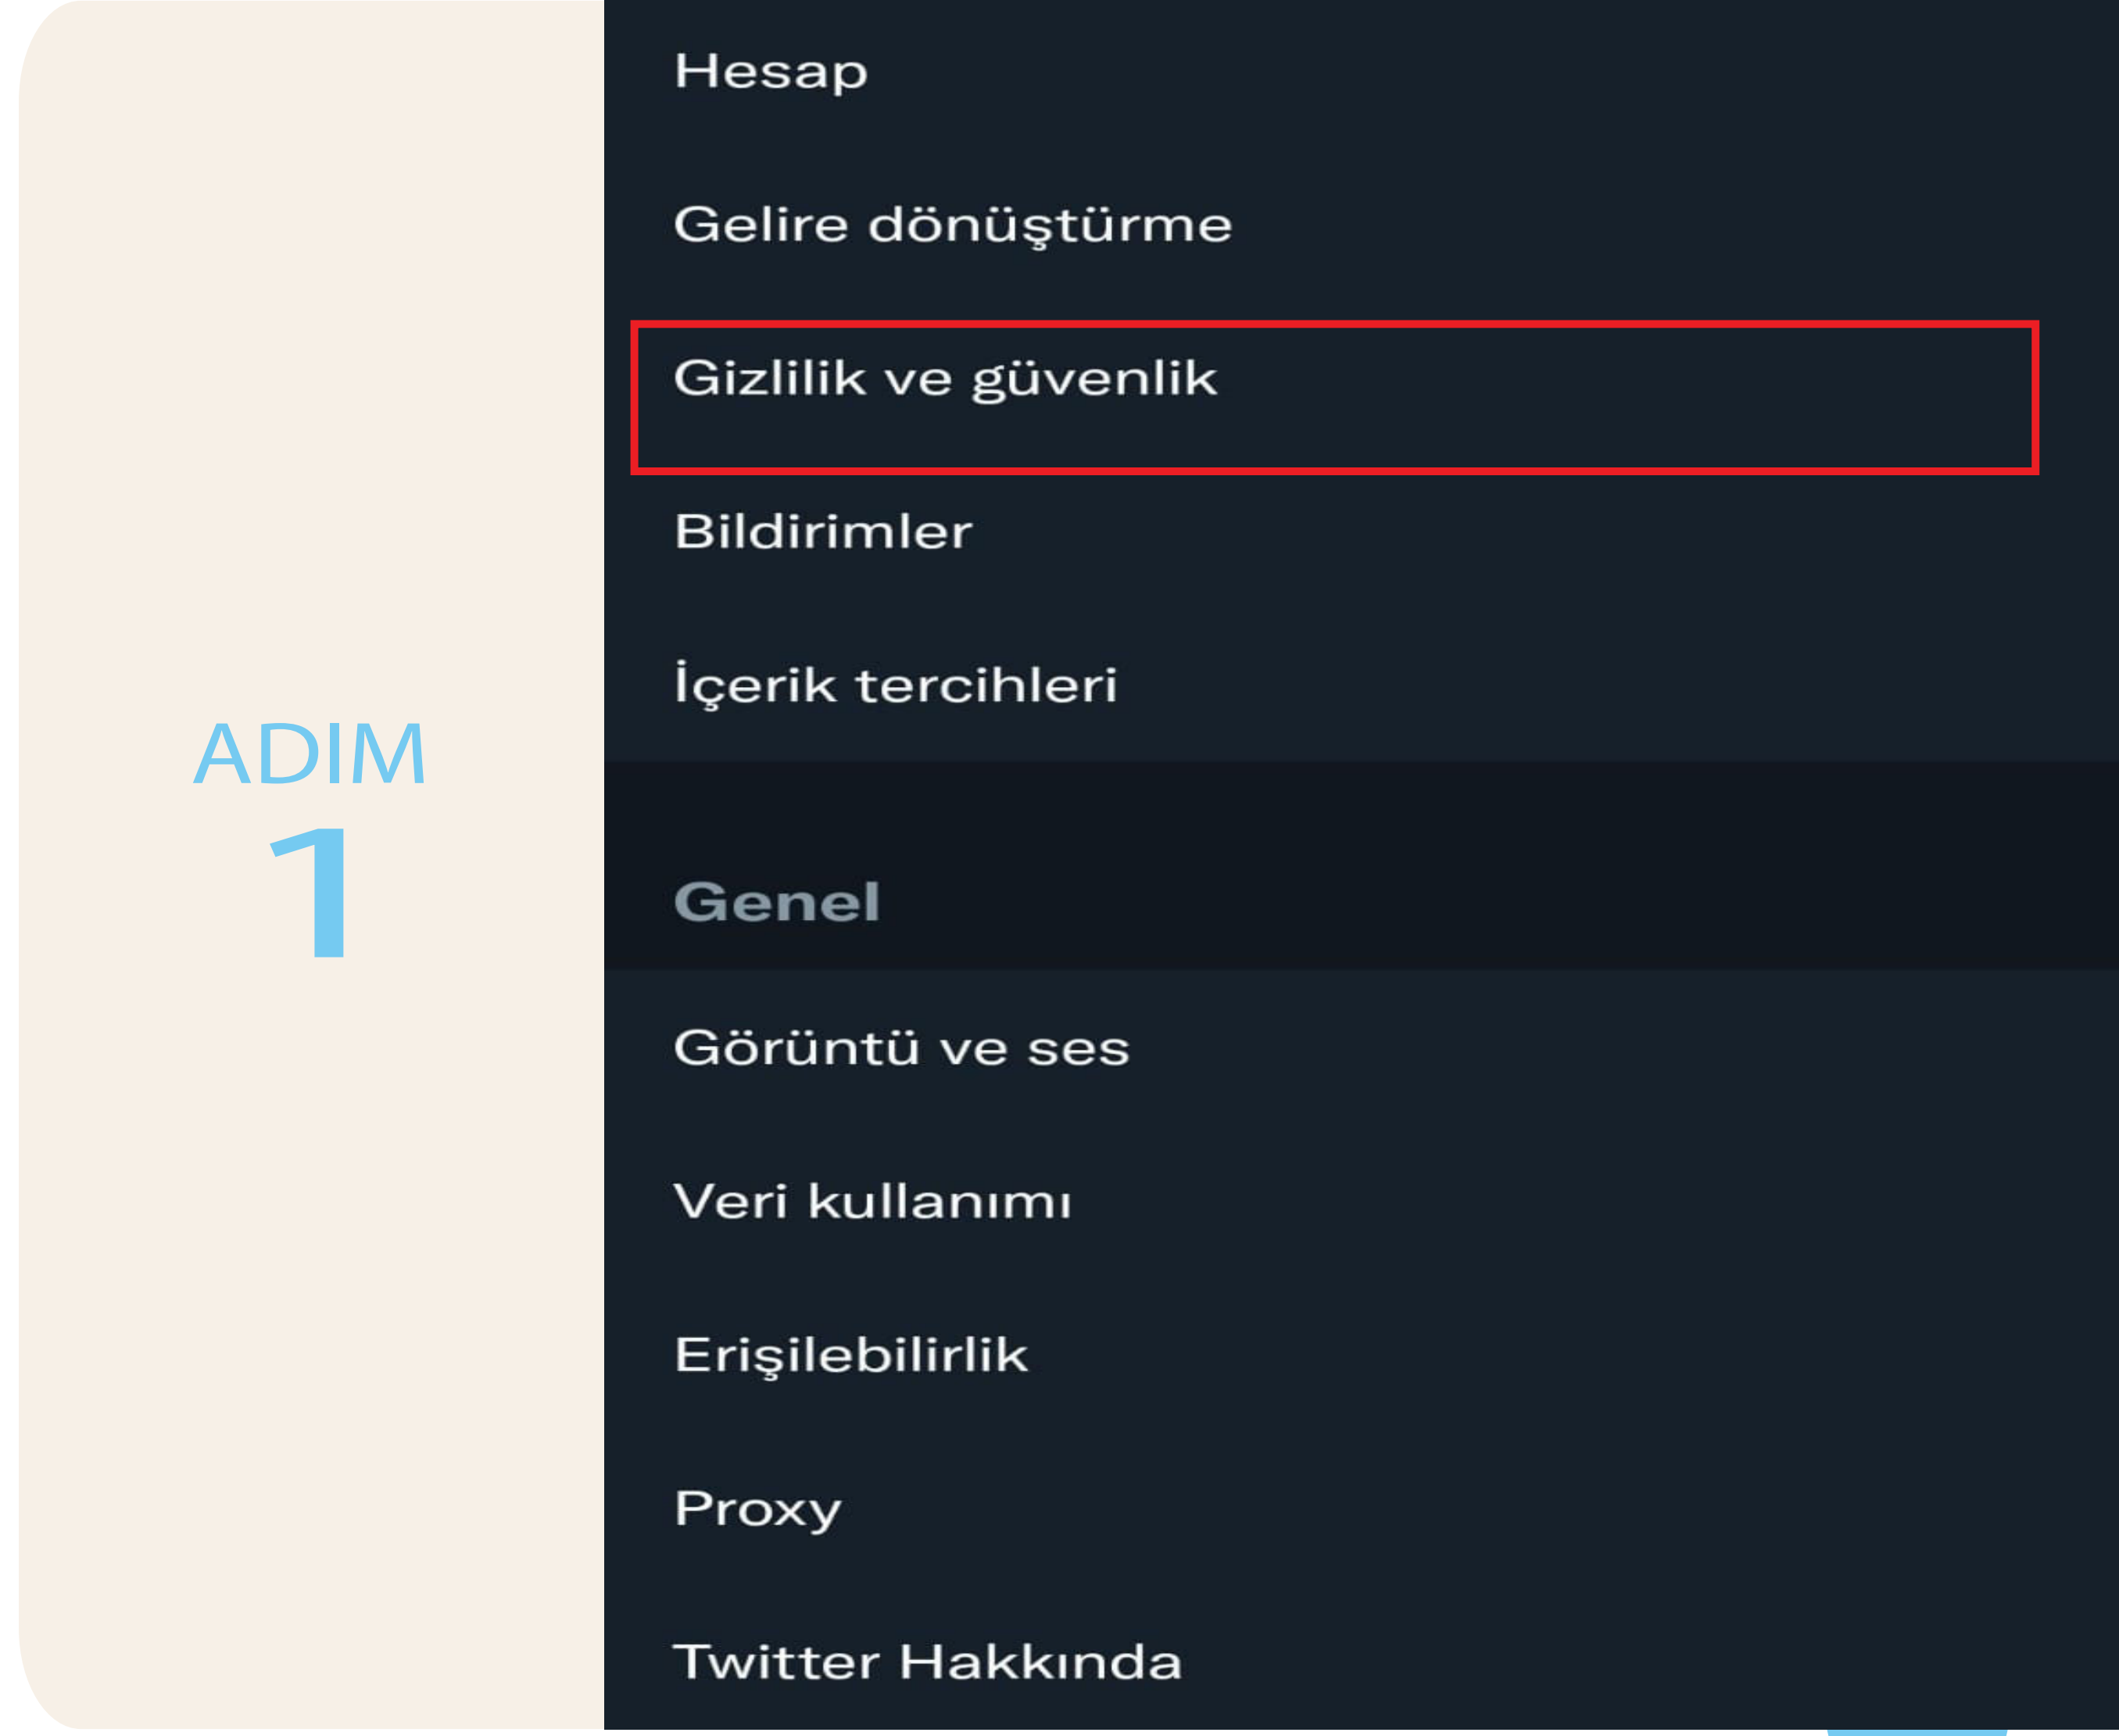 ADIM
1
Hesap
Gelire dönüştürme
Gizlilik ve güvenlik
Bildirimler
İçerik tercihleri
Genel
Görüntü ve ses
Veri kullanımı
Erişilebilirlik
Proxy
Twitter Hakkında